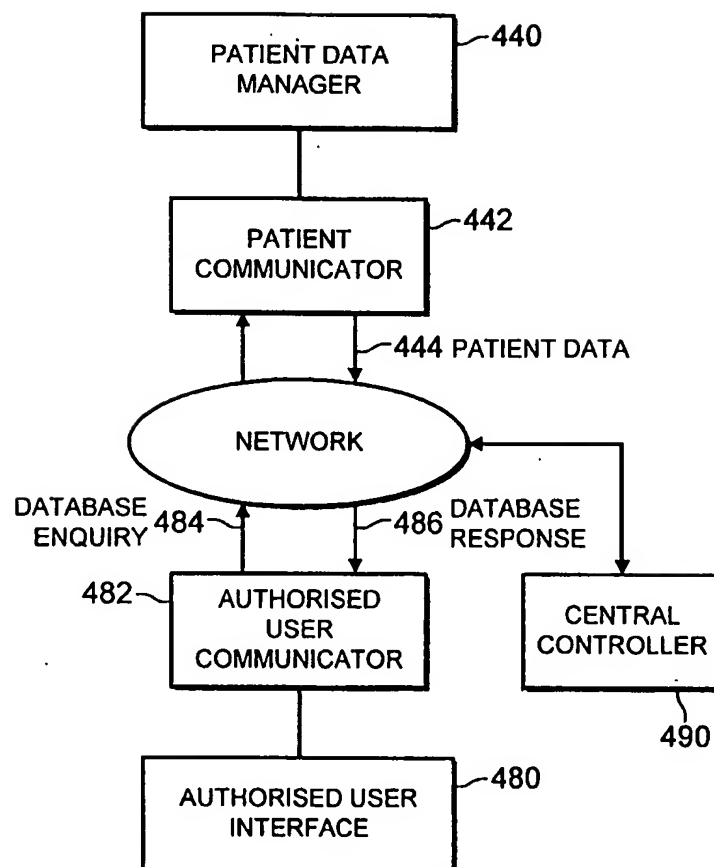 PATIENT DATA
MANAGER
440
PATIENT
COMMUNICATOR
442
444 PATIENT DATA
NETWORK
DATABASE
ENQUIRY
484
486
DATABASE
RESPONSE
482
AUTHORISED
USER
COMMUNICATOR
CENTRAL
CONTROLLER
490
480
AUTHORISED USER
INTERFACE